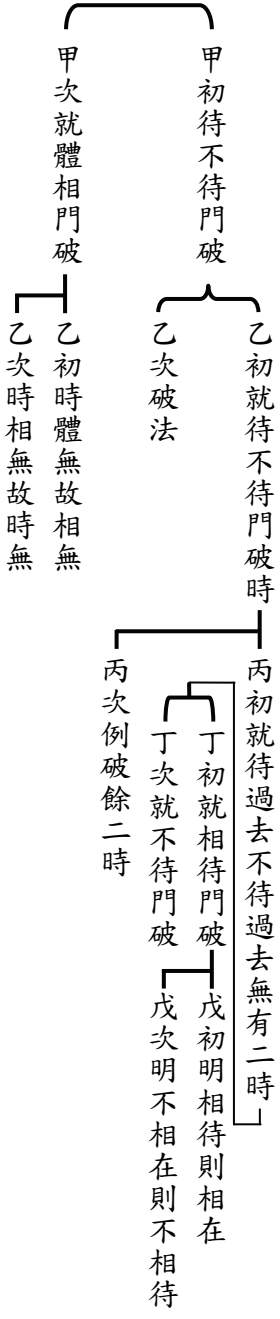 甲初待不待門破
乙初就待不待門破時
丙初就待過去不待過去無有二時
丁初就相待門破
戊初明相待則相在
戊次明不相在則不相待
丁次就不待門破
丙次例破餘二時
乙次破法
甲次就體相門破
乙初時體無故相無
乙次時相無故時無